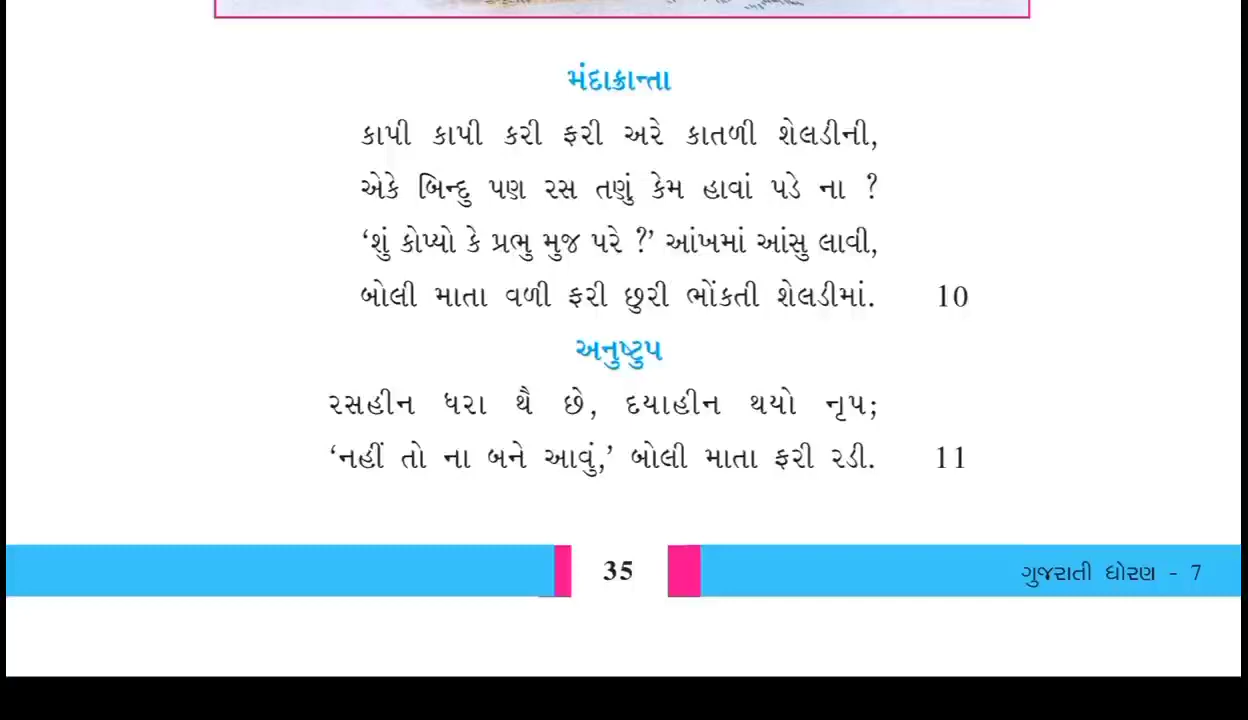 મંદાક્રાન્તા
કાપી કાપી કરી ફરી અરે કાતળી શેલડીની,
એકે બિન્દુ પણ રસ તણું કેમ હાવાં પડે ના ?
‘શું કોપ્યો કે પ્રભુ મુજ પરે ?’ આંખમાં આંસુ લાવી,
બોલી માતા વળી ફરી છુરી ભોંકતી શેલડીમાં. 10
અનુષ્ટુપ
રસહીન ધરા થૈ છે, દયાહીન થયો નૃપ;
‘નહીં તો ના બને આવું,’ બોલી માતા ફરી રડી. 11
35
ગુજરાતી ધોરણ - 7